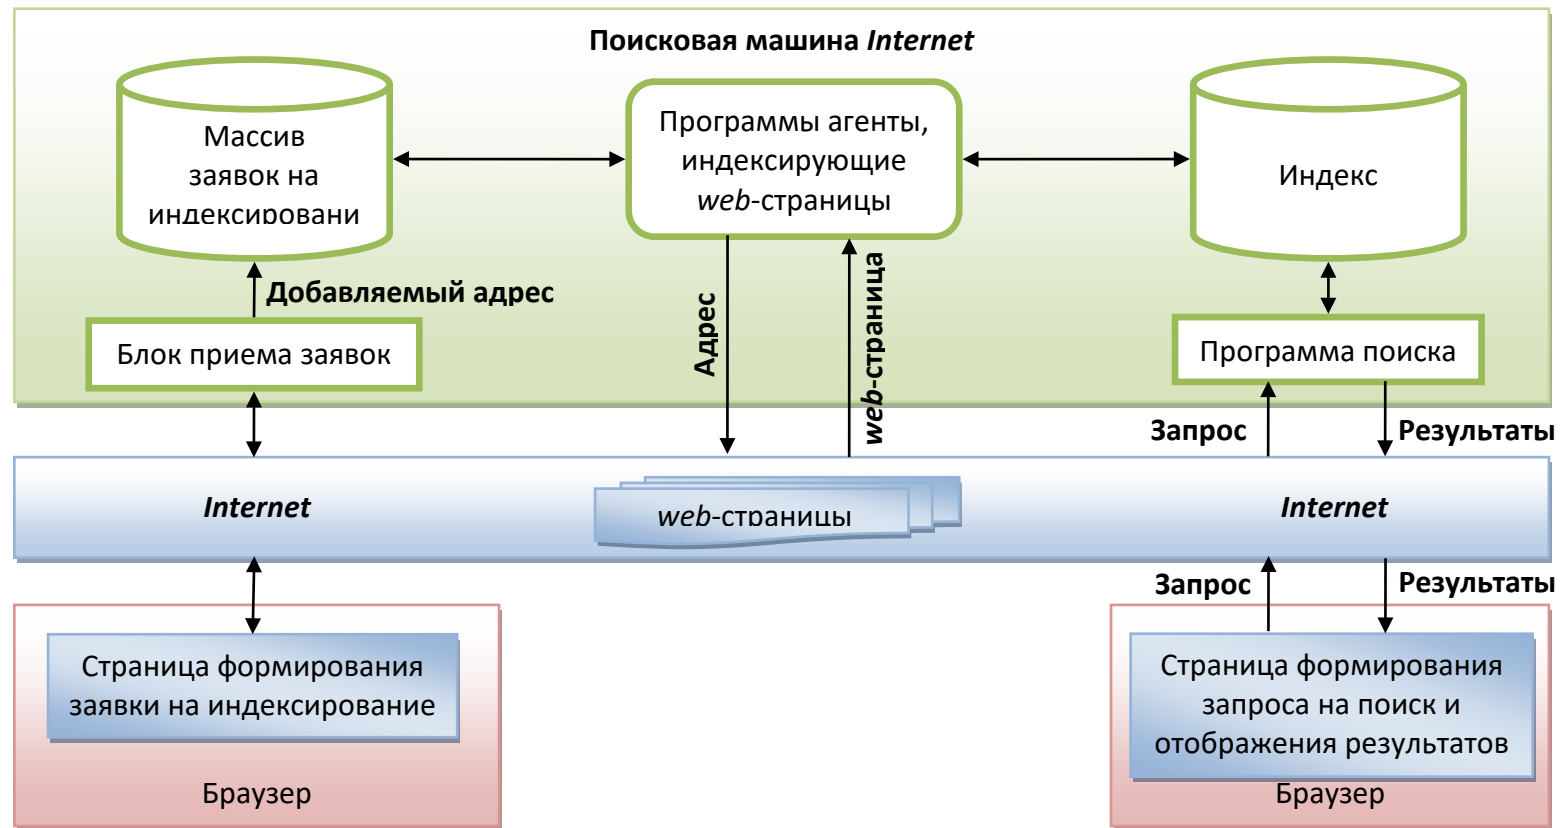 Поисковая машина Internet
Массив
заявок на
индексировани
Программы агенты,
индексирующие
web-страницы
Индекс
Добавляемый адрес
Адрес
web-страница
Блок приема заявок
Программа поиска
Запрос
Результаты
Internet
web-страницы
Internet
Запрос
Результаты
Страница формирования
заявки на индексирование
Браузер
Страница формирования
запроса на поиск и
отображения результатов
Браузер